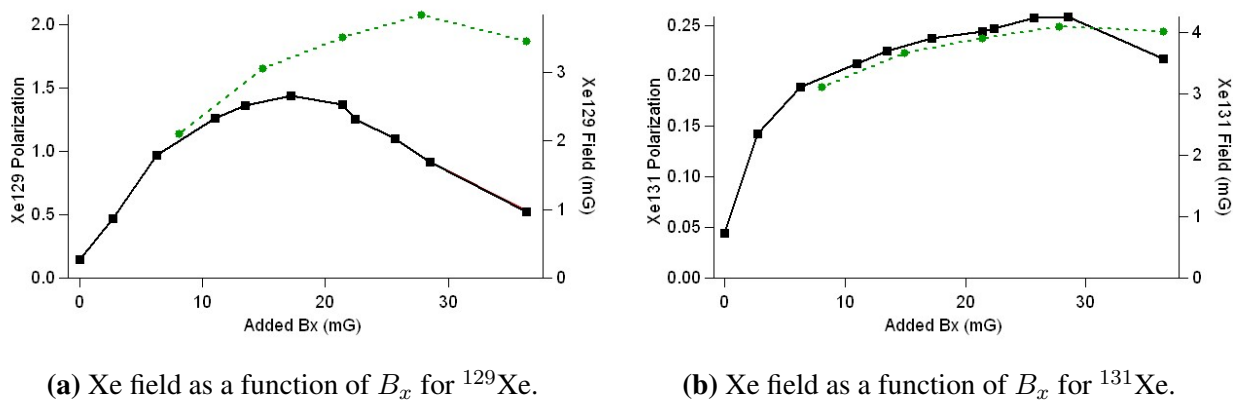 2.0
1.5
1.0
0.5
0.0
Xe129 Polarization
3
2
1
0
Xe129 Field (mG)
0 10 20 30
Added Bx (mG)
0.25
0.20
0.15
0.10
0.05
0.00
Xe131 Polarization
4
3
2
1
0
Xe131 Field (mG)
0 10 20 30
Added Bx (mG)
(a) Xe field as a function of Bₓ for ¹²⁹Xe.
(b) Xe field as a function of Bₓ for ¹³¹Xe.